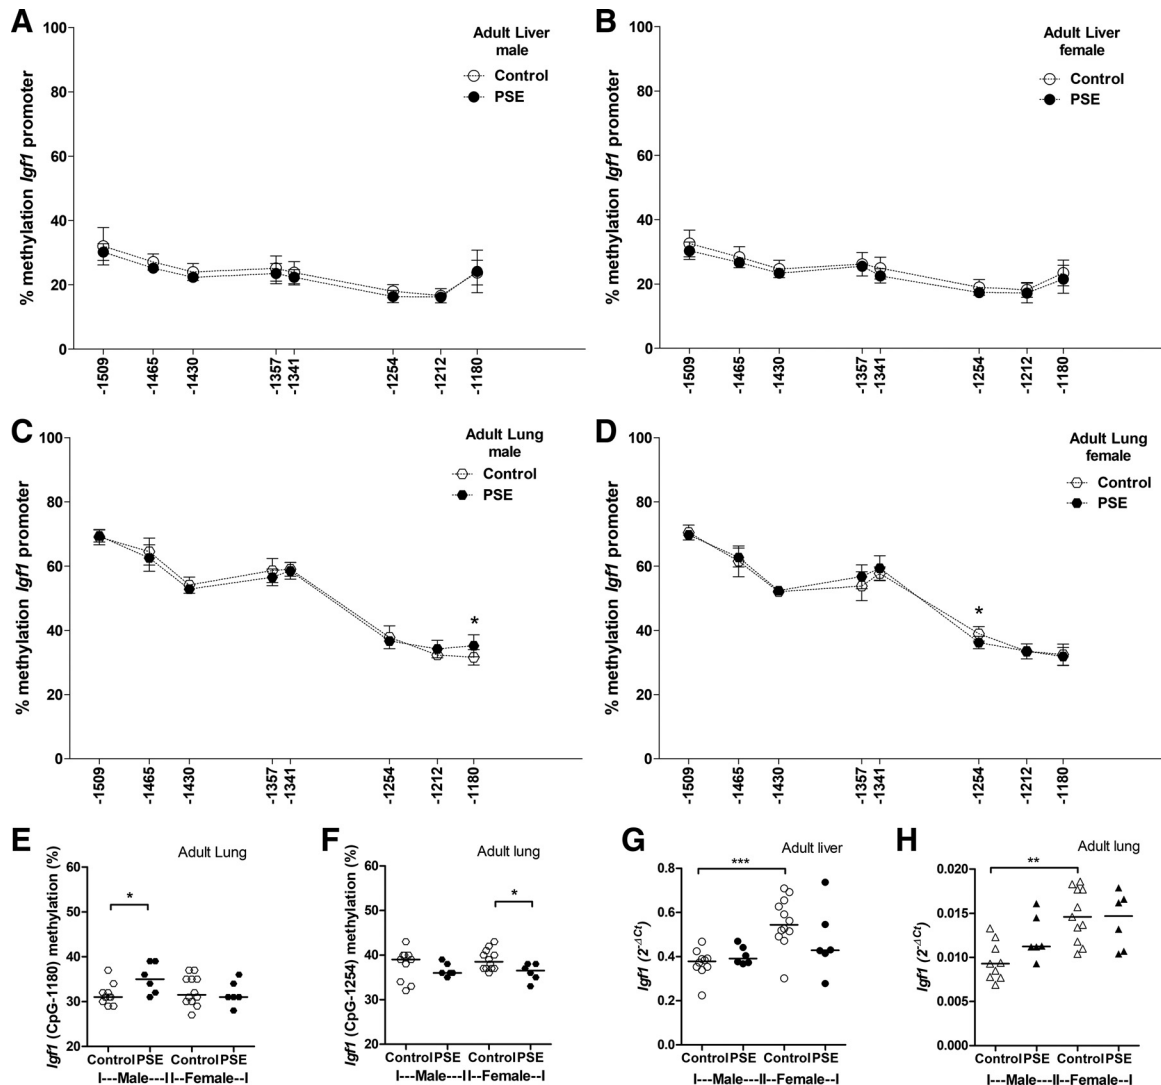 A
100
80
60
40
20
0
% methylation Igf1 promoter
Adult Liver
male
Control
PSE
-1509
-1465
-1430
-1357
-1341
-1254
-1212
-1180
B
100
80
60
40
20
0
% methylation Igf1 promoter
Adult Liver
female
Control
PSE
-1509
-1465
-1430
-1357
-1341
-1254
-1212
-1180
C
100
80
60
40
20
0
% methylation Igf1 promoter
Adult Lung
male
Control
PSE
*
-1509
-1465
-1430
-1357
-1341
-1254
-1212
-1180
D
100
80
60
40
20
0
% methylation Igf1 promoter
Adult Lung
female
Control
PSE
*
-1509
-1465
-1430
-1357
-1341
-1254
-1212
-1180
E
Adult Lung
Igf1 (CpG-1180) methylation (%)
60
50
40
30
20
*
Control PSE Control PSE
I---Male---I I--Female--I
F
Adult lung
Igf1 (CpG-1254) methylation (%)
60
50
40
30
20
*
Control PSE Control PSE
I---Male---I I--Female--I
G
Adult liver
Igf1 (2-ΔCt)
0.8
0.6
0.4
0.2
0.0
***
Control PSE Control PSE
I---Male---II--Female--I
H
Adult lung
Igf1 (2-ΔCt)
0.020
0.015
0.010
0.005
0.000
**
Control PSE Control PSE
I---Male---II--Female--I